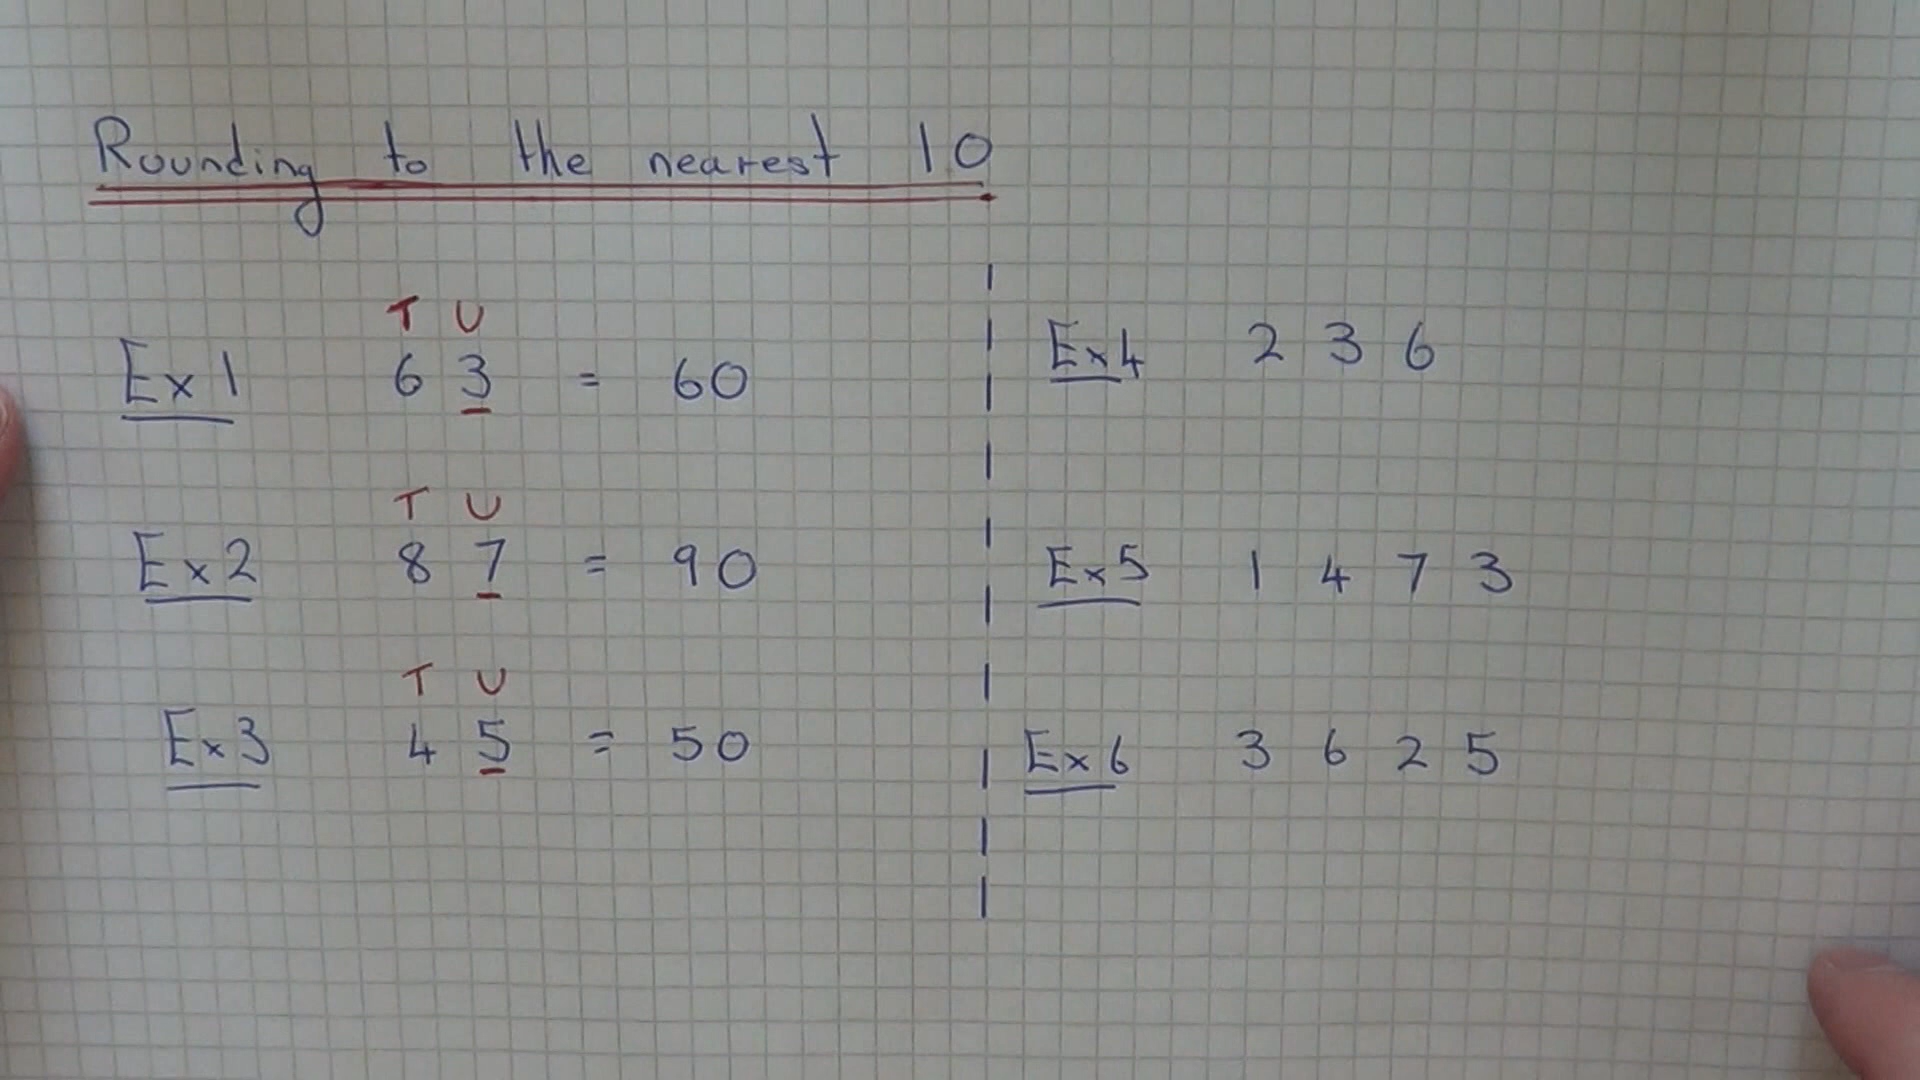 Rounding to the nearest 10
T U
Ex 1 6 3 = 60
T U
Ex 2 8 7 = 90
T U
Ex 3 4 5 = 50
Ex 4 2 3 6
Ex 5 1 4 7 3
Ex 6 3 6 2 5